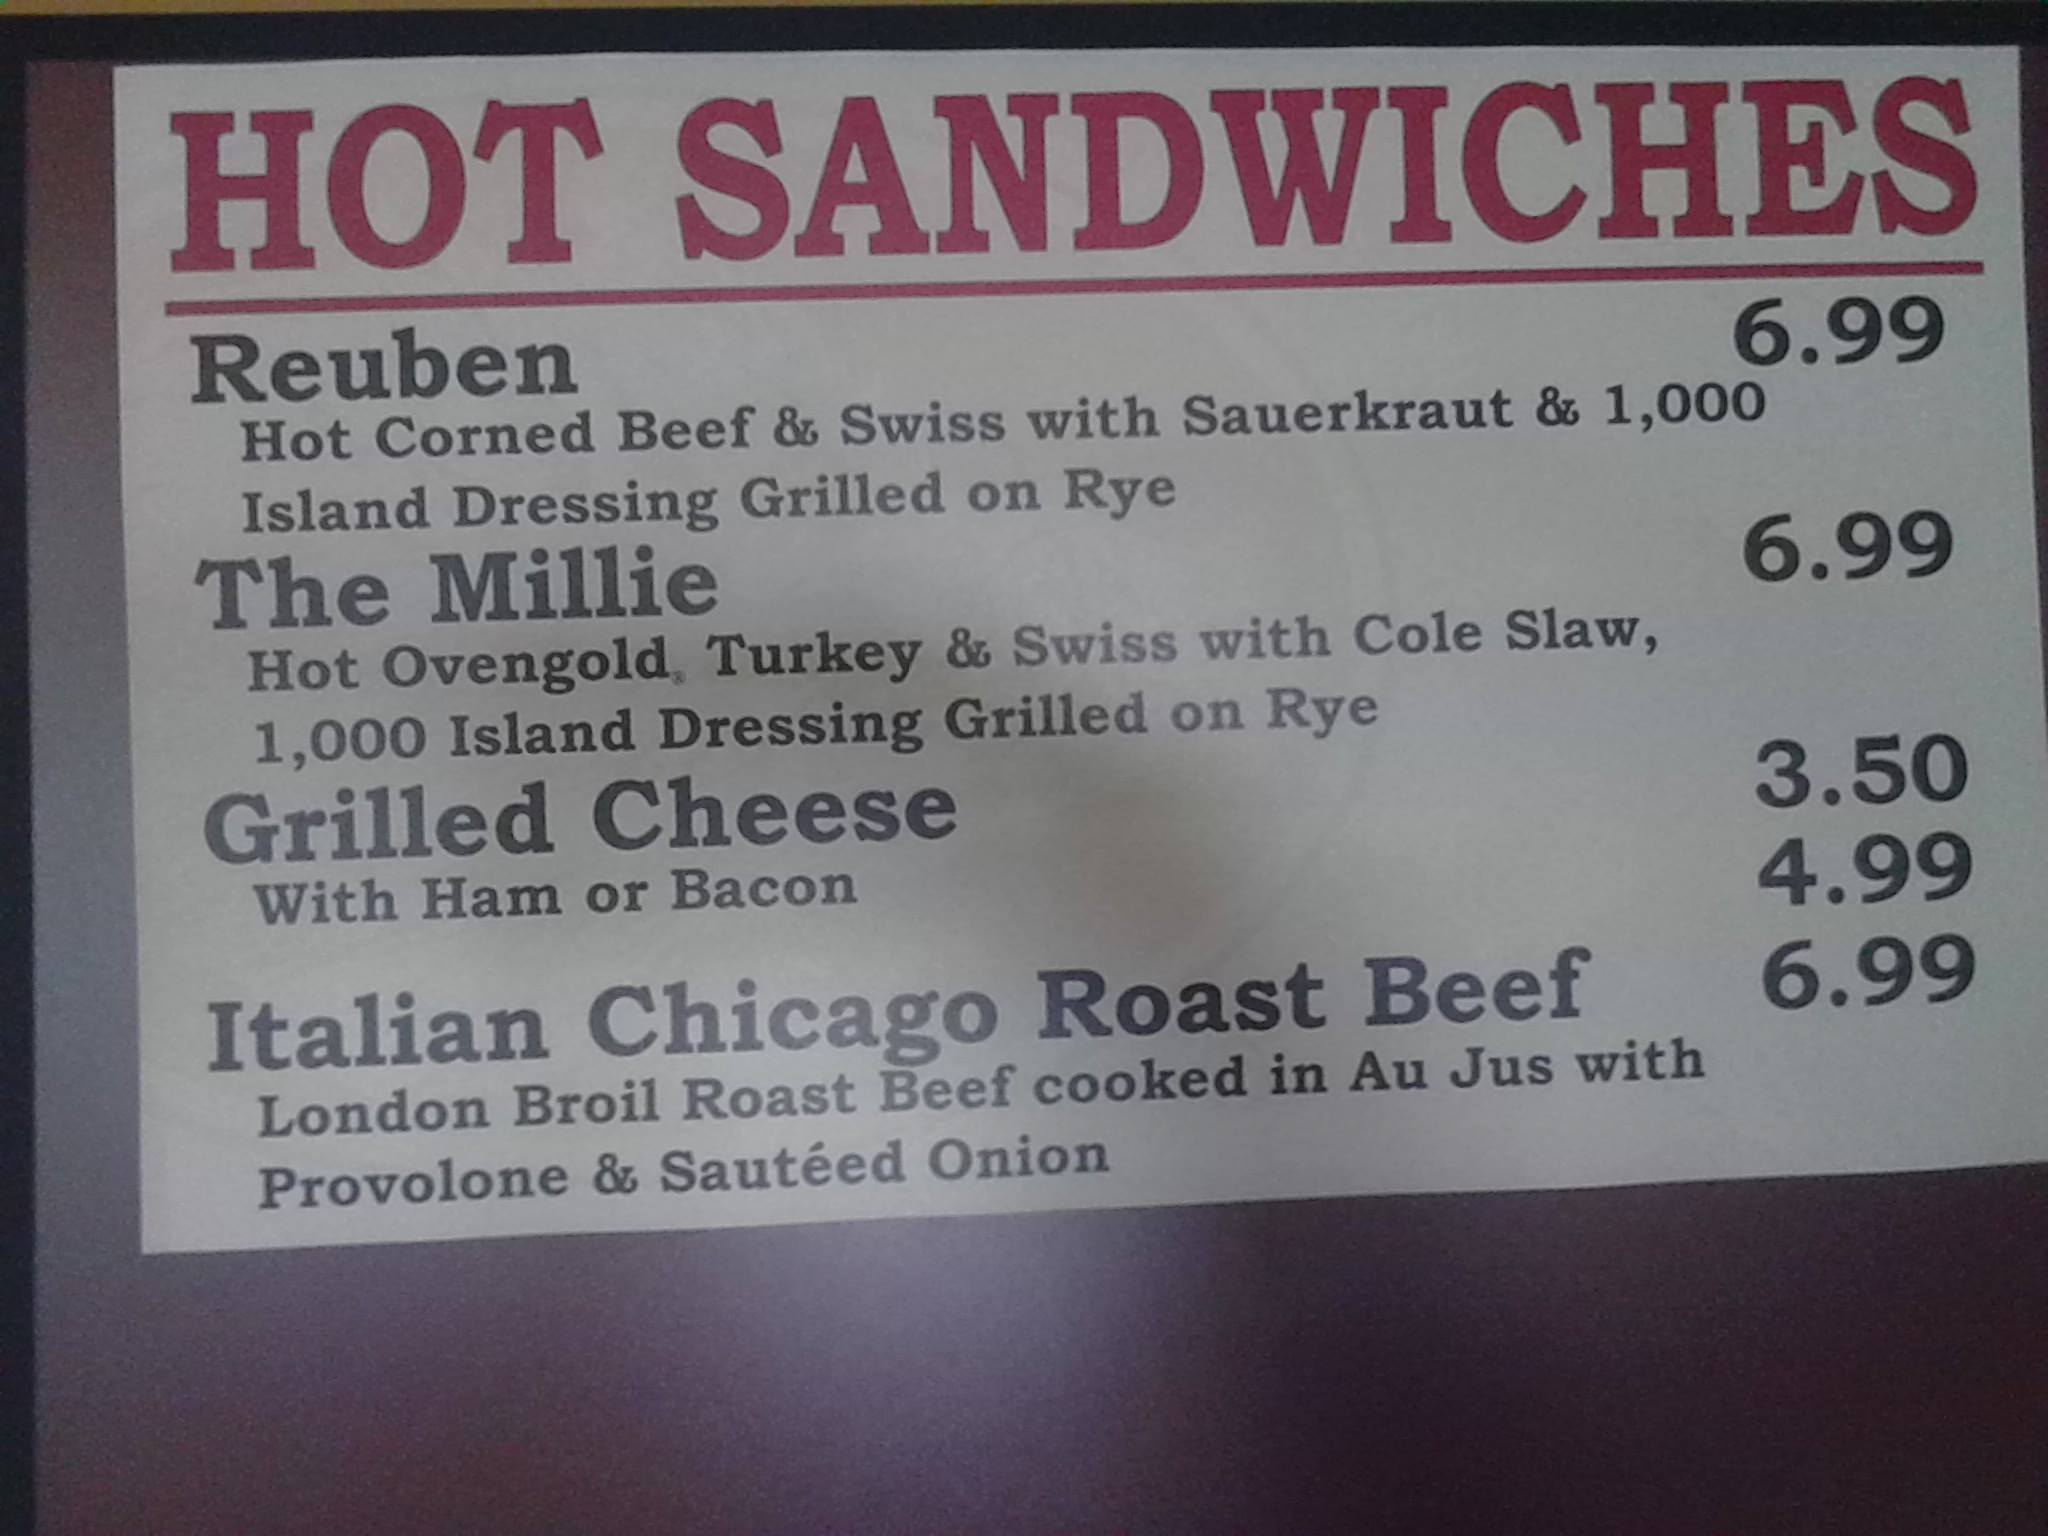 HOT SANDWICHES
Reuben 6.99
Hot Corned Beef & Swiss with Sauerkraut & 1,000
Island Dressing Grilled on Rye
The Millie 6.99
Hot Ovengold® Turkey & Swiss with Cole Slaw,
1,000 Island Dressing Grilled on Rye
Grilled Cheese 3.50
With Ham or Bacon 4.99
Italian Chicago Roast Beef 6.99
London Broil Roast Beef cooked in Au Jus with
Provolone & Sautéed Onion